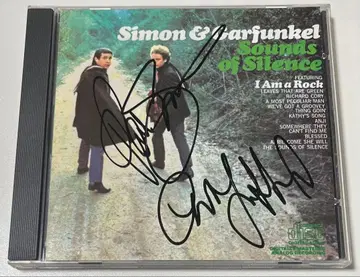 Simon & Garfunkel
Sounds
of Silence
FEATURING
I Am a Rock
LEAVES THAT ARE GREEN
RICHARD CORY
A MOST PECULIAR MAN
WE'VE GOT A GROOVEY
THING GOIN'
KATHY'S SONG
ANJI
SOMEWHERE THEY
CAN'T FIND ME
BLESSED
APRIL COME SHE WILL
THE SOUNDS OF SILENCE